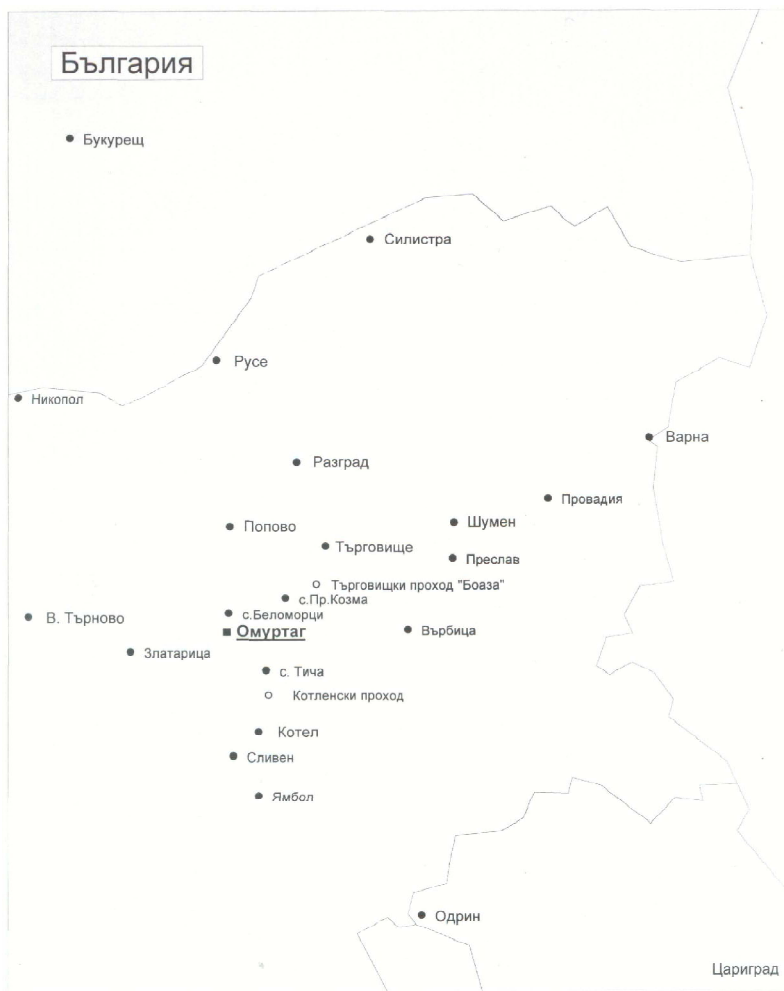 България
Букурещ
Силистра
Русе
Никопол
Варна
Разград
Провадия
Шумен
Попово
Търговище
Преслав
Търговищки проход "Боаза"
с.Пр.Козма
с.Беломорци
В. Търново
Омуртаг
Върбица
Златарица
с. Тича
Котленски проход
Котел
Сливен
Ямбол
Одрин
Цариград